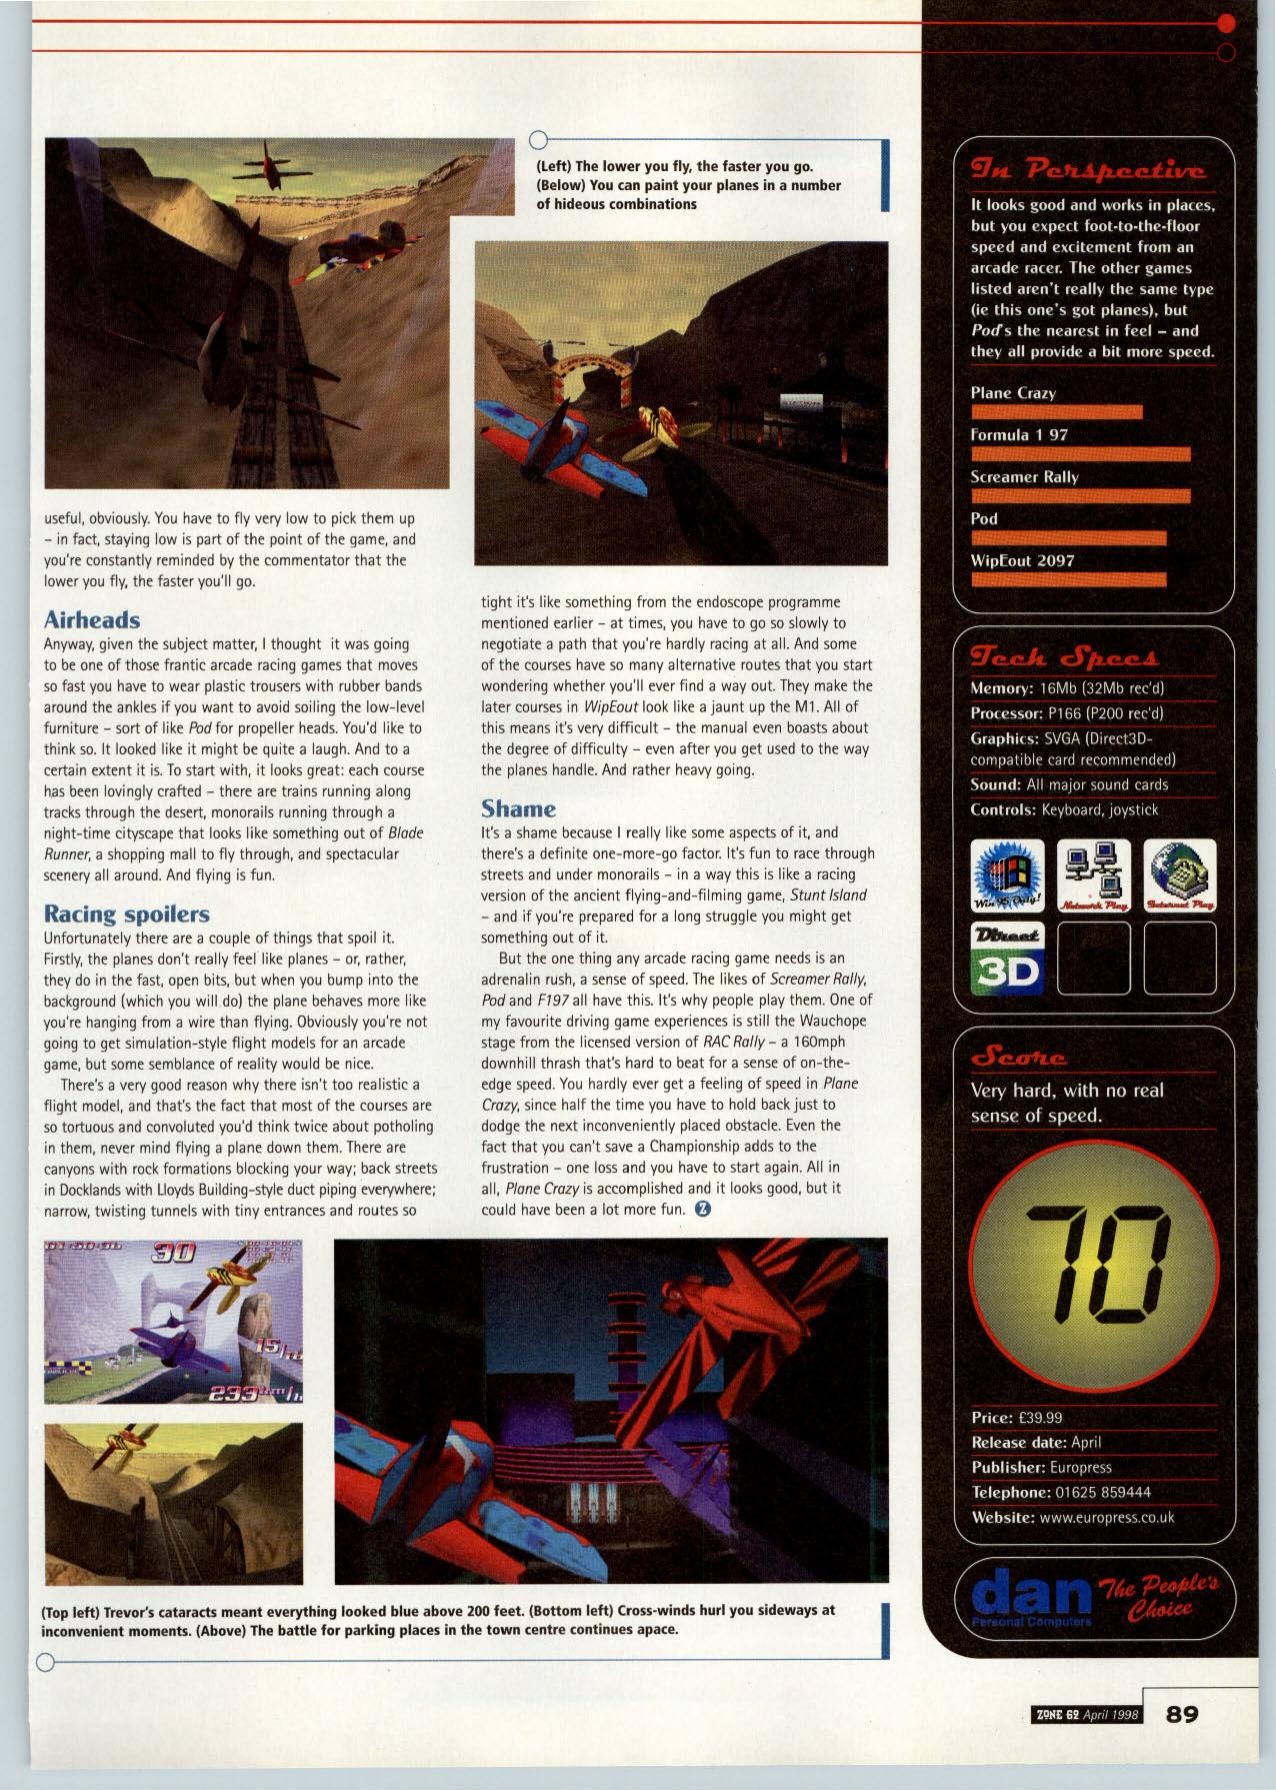 (Left) The lower you fly, the faster you go.
(Below) You can paint your planes in a number
of hideous combinations
useful, obviously. You have to fly very low to pick them up
– in fact, staying low is part of the point of the game, and
you're constantly reminded by the commentator that the
lower you fly, the faster you'll go.
Airheads
Anyway, given the subject matter, I thought it was going
to be one of those frantic arcade racing games that moves
so fast you have to wear plastic trousers with rubber bands
around the ankles if you want to avoid soiling the low-level
furniture – sort of like Pod for propeller heads. You'd like to
think so. It looked like it might be quite a laugh. And to a
certain extent it is. To start with, it looks great: each course
has been lovingly crafted – there are trains running along
tracks through the desert, monorails running through a
night-time cityscape that looks like something out of Blade
Runner, a shopping mall to fly through, and spectacular
scenery all around. And flying is fun.
Racing spoilers
Unfortunately there are a couple of things that spoil it.
Firstly, the planes don't really feel like planes – or, rather,
they do in the fast, open bits, but when you bump into the
background (which you will do) the plane behaves more like
you're hanging from a wire than flying. Obviously you're not
going to get simulation-style flight models for an arcade
game, but some semblance of reality would be nice.
There's a very good reason why there isn't too realistic a
flight model, and that's the fact that most of the courses are
so tortuous and convoluted you'd think twice about potholing
in them, never mind flying a plane down them. There are
canyons with rock formations blocking your way; back streets
in Docklands with Lloyds Building-style duct piping everywhere;
narrow, twisting tunnels with tiny entrances and routes so
tight it's like something from the endoscope programme
mentioned earlier – at times, you have to go so slowly to
negotiate a path that you're hardly racing at all. And some
of the courses have so many alternative routes that you start
wondering whether you'll ever find a way out. They make the
later courses in WipEout look like a jaunt up the M1. All of
this means it's very difficult – the manual even boasts about
the degree of difficulty – even after you get used to the way
the planes handle. And rather heavy going.
Shame
It's a shame because I really like some aspects of it, and
there's a definite one-more-go factor. It's fun to race through
streets and under monorails – in a way this is like a racing
version of the ancient flying-and-filming game, Stunt Island
– and if you're prepared for a long struggle you might get
something out of it.
But the one thing any arcade racing game needs is an
adrenalin rush, a sense of speed. The likes of Screamer Rally,
Pod and F197 all have this. It's why people play them. One of
my favourite driving game experiences is still the Wauchope
stage from the licensed version of RAC Rally – a 160mph
downhill thrash that's hard to beat for a sense of on-the-
edge speed. You hardly ever get a feeling of speed in Plane
Crazy, since half the time you have to hold back just to
dodge the next inconveniently placed obstacle. Even the
fact that you can't save a Championship adds to the
frustration – one loss and you have to start again. All in
all, Plane Crazy is accomplished and it looks good, but it
could have been a lot more fun. Z
30
15/
293km/h
(Top left) Trevor's cataracts meant everything looked blue above 200 feet. (Bottom left) Cross-winds hurl you sideways at
inconvenient moments. (Above) The battle for parking places in the town centre continues apace.
In Perspective
It looks good and works in places,
but you expect foot-to-the-floor
speed and excitement from an
arcade racer. The other games
listed aren't really the same type
(ie this one's got planes), but
Pod's the nearest in feel – and
they all provide a bit more speed.
Plane Crazy
Formula 1 97
Screamer Rally
Pod
WipEout 2097
Tech Specs
Memory: 16Mb (32Mb rec'd)
Processor: P166 (P200 rec'd)
Graphics: SVGA (Direct3D-
compatible card recommended)
Sound: All major sound cards
Controls: Keyboard, joystick
Win 95 Only!
Network Play
Internet Play
Direct
3D
Score
Very hard, with no real
sense of speed.
70
Price: £39.99
Release date: April
Publisher: Europress
Telephone: 01625 859444
Website: www.europress.co.uk
dan
Personal Computers
The People's
Choice
ZONE 62 April 1998 89